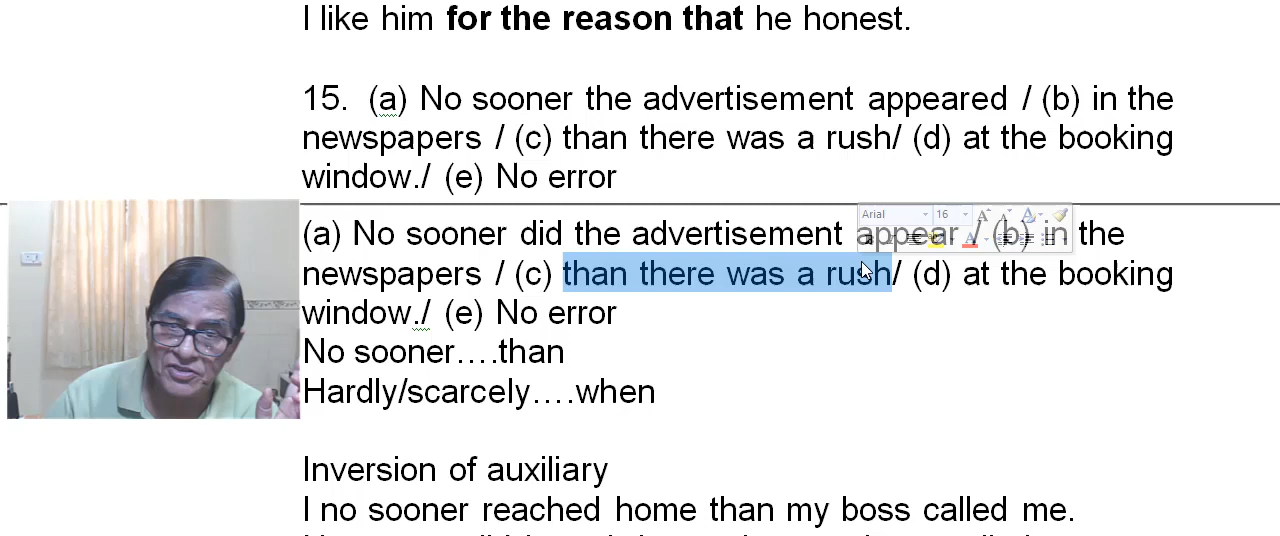 I like him for the reason that he honest.
15. (a) No sooner the advertisement appeared / (b) in the
newspapers / (c) than there was a rush/ (d) at the booking
window./ (e) No error
Arial 16
(a) No sooner did the advertisement appear / (b) in the
newspapers / (c) than there was a rush/ (d) at the booking
window./ (e) No error
No sooner….than
Hardly/scarcely….when
Inversion of auxiliary
I no sooner reached home than my boss called me.